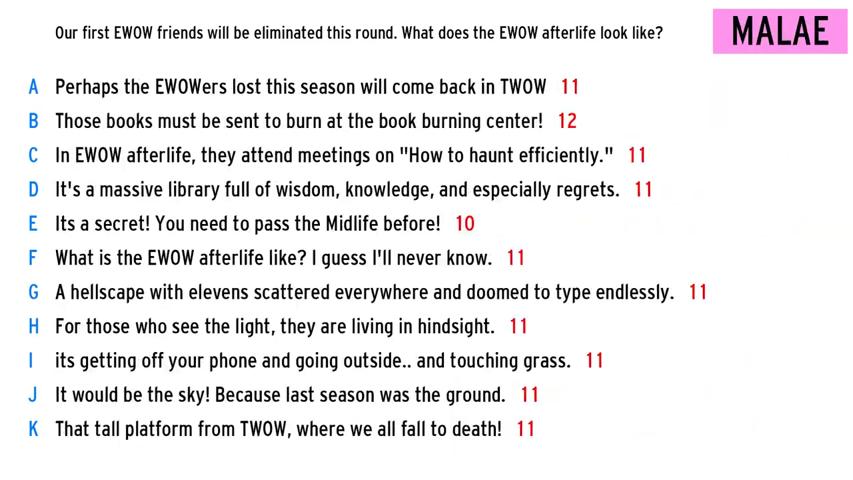 Our first EWOW friends will be eliminated this round. What does the EWOW afterlife look like?
MALAE
A Perhaps the EWOWers lost this season will come back in TWOW 11
B Those books must be sent to burn at the book burning center! 12
C In EWOW afterlife, they attend meetings on "How to haunt efficiently." 11
D It's a massive library full of wisdom, knowledge, and especially regrets. 11
E Its a secret! You need to pass the Midlife before! 10
F What is the EWOW afterlife like? I guess I'll never know. 11
G A hellscape with elevens scattered everywhere and doomed to type endlessly. 11
H For those who see the light, they are living in hindsight. 11
I its getting off your phone and going outside.. and touching grass. 11
J It would be the sky! Because last season was the ground. 11
K That tall platform from TWOW, where we all fall to death! 11